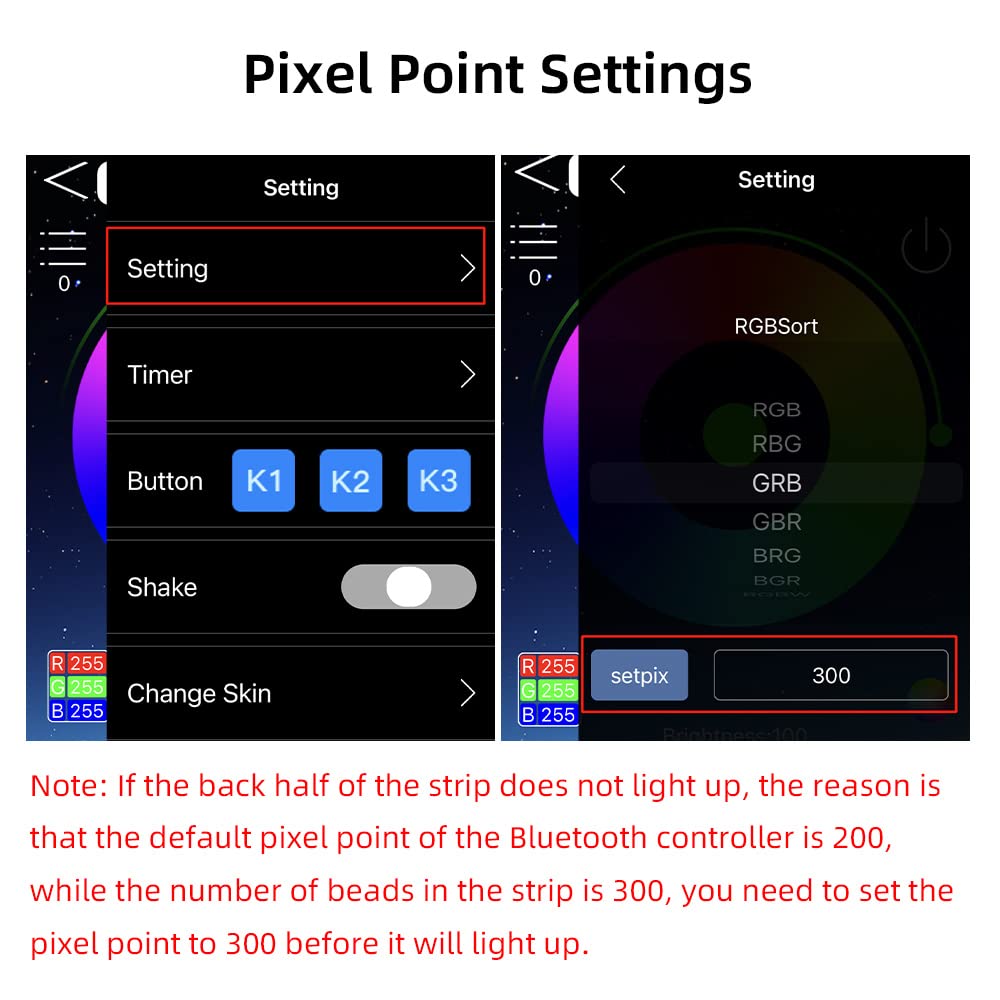 Pixel Point Settings
Setting
Setting
0
Timer
Button K1 K2 K3
Shake
R 255
G 255
B 255
Change Skin
Setting
0
RGBSort
RGB
RBG
GRB
GBR
BRG
BGR
RGBW
R 255
G 255
B 255
setpix 300
Brightness:100
Note: If the back half of the strip does not light up, the reason is
that the default pixel point of the Bluetooth controller is 200,
while the number of beads in the strip is 300, you need to set the
pixel point to 300 before it will light up.